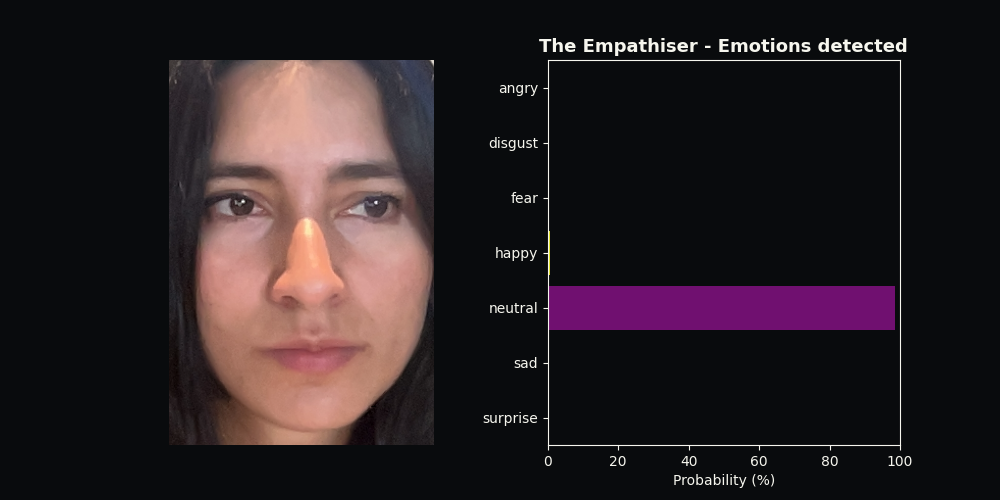 The Empathiser - Emotions detected
angry
disgust
fear
happy
neutral
sad
surprise
0 20 40 60 80 100
Probability (%)